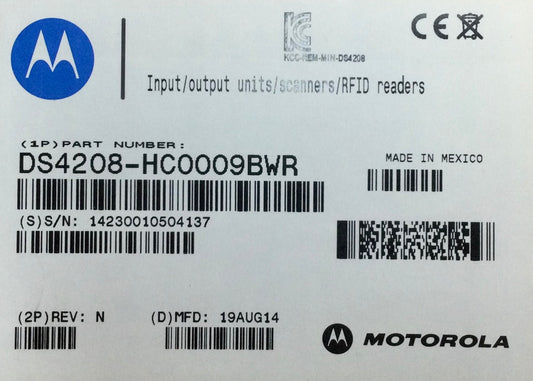 KCC-REM-MIN-DS4208
CE
Input/output units/scanners/RFID readers
(1P)PART NUMBER:
DS4208-HC0009BWR
MADE IN MEXICO
(S)S/N: 14230010504137
(2P)REV: N
(D)MFD: 19AUG14
MOTOROLA